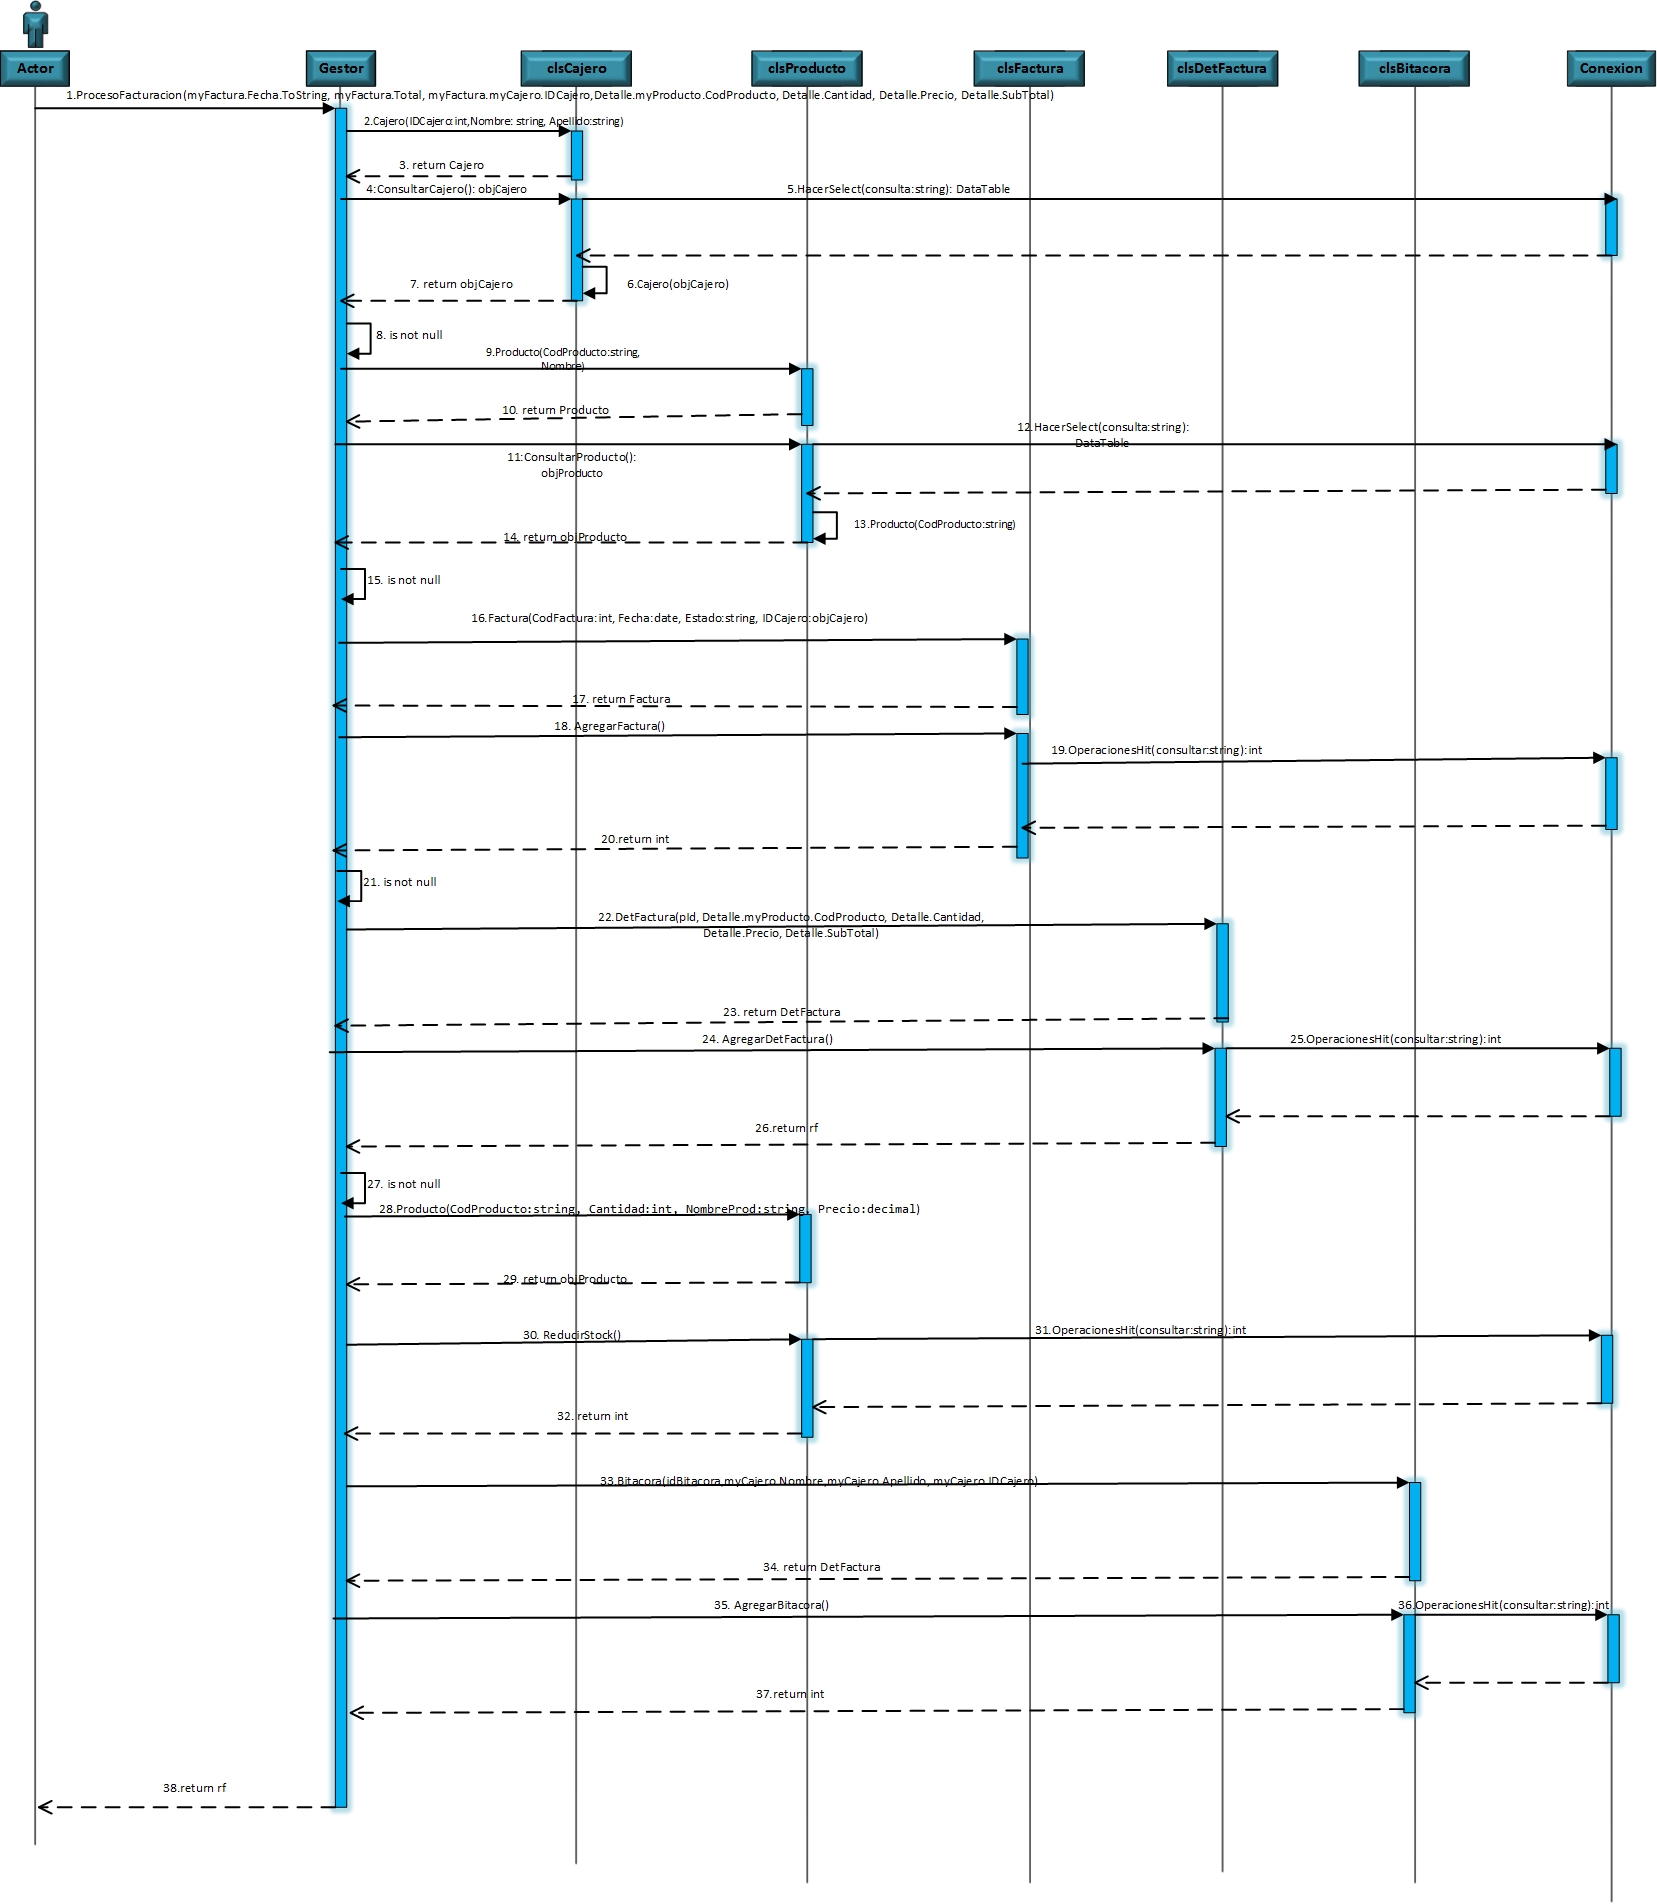 Actor
Gestor
clsCajero
clsProducto
clsFactura
clsDetFactura
clsBitacora
Conexion
1.ProcesoFacturacion(myFactura.Fecha.ToString, myFactura.Total, myFactura.myCajero.IDCajero,Detalle.myProducto.CodProducto, Detalle.Cantidad, Detalle.Precio, Detalle.SubTotal)
2.Cajero(IDCajero:int,Nombre: string, Apellido:string)
3. return Cajero
4:ConsultarCajero(): objCajero
5.HacerSelect(consulta:string): DataTable
6.Cajero(objCajero)
7. return objCajero
8. is not null
9.Producto(CodProducto:string,
Nombre)
10. return Producto
11:ConsultarProducto():
objProducto
12.HacerSelect(consulta:string):
DataTable
13.Producto(CodProducto:string)
14. return objProducto
15. is not null
16.Factura(CodFactura:int, Fecha:date, Estado:string, IDCajero:objCajero)
17. return Factura
18. AgregarFactura()
19.OperacionesHit(consultar:string):int
20.return int
21. is not null
22.DetFactura(pId, Detalle.myProducto.CodProducto, Detalle.Cantidad,
Detalle.Precio, Detalle.SubTotal)
23. return DetFactura
24. AgregarDetFactura()
25.OperacionesHit(consultar:string):int
26.return rf
27. is not null
28.Producto(CodProducto:string, Cantidad:int, NombreProd:string, Precio:decimal)
29. return objProducto
30. ReducirStock()
31.OperacionesHit(consultar:string):int
32. return int
33.Bitacora(idBitacora,myCajero.Nombre,myCajero.Apellido, myCajero.IDCajero)
34. return DetFactura
35. AgregarBitacora()
36.OperacionesHit(consultar:string):int
37.return int
38.return rf